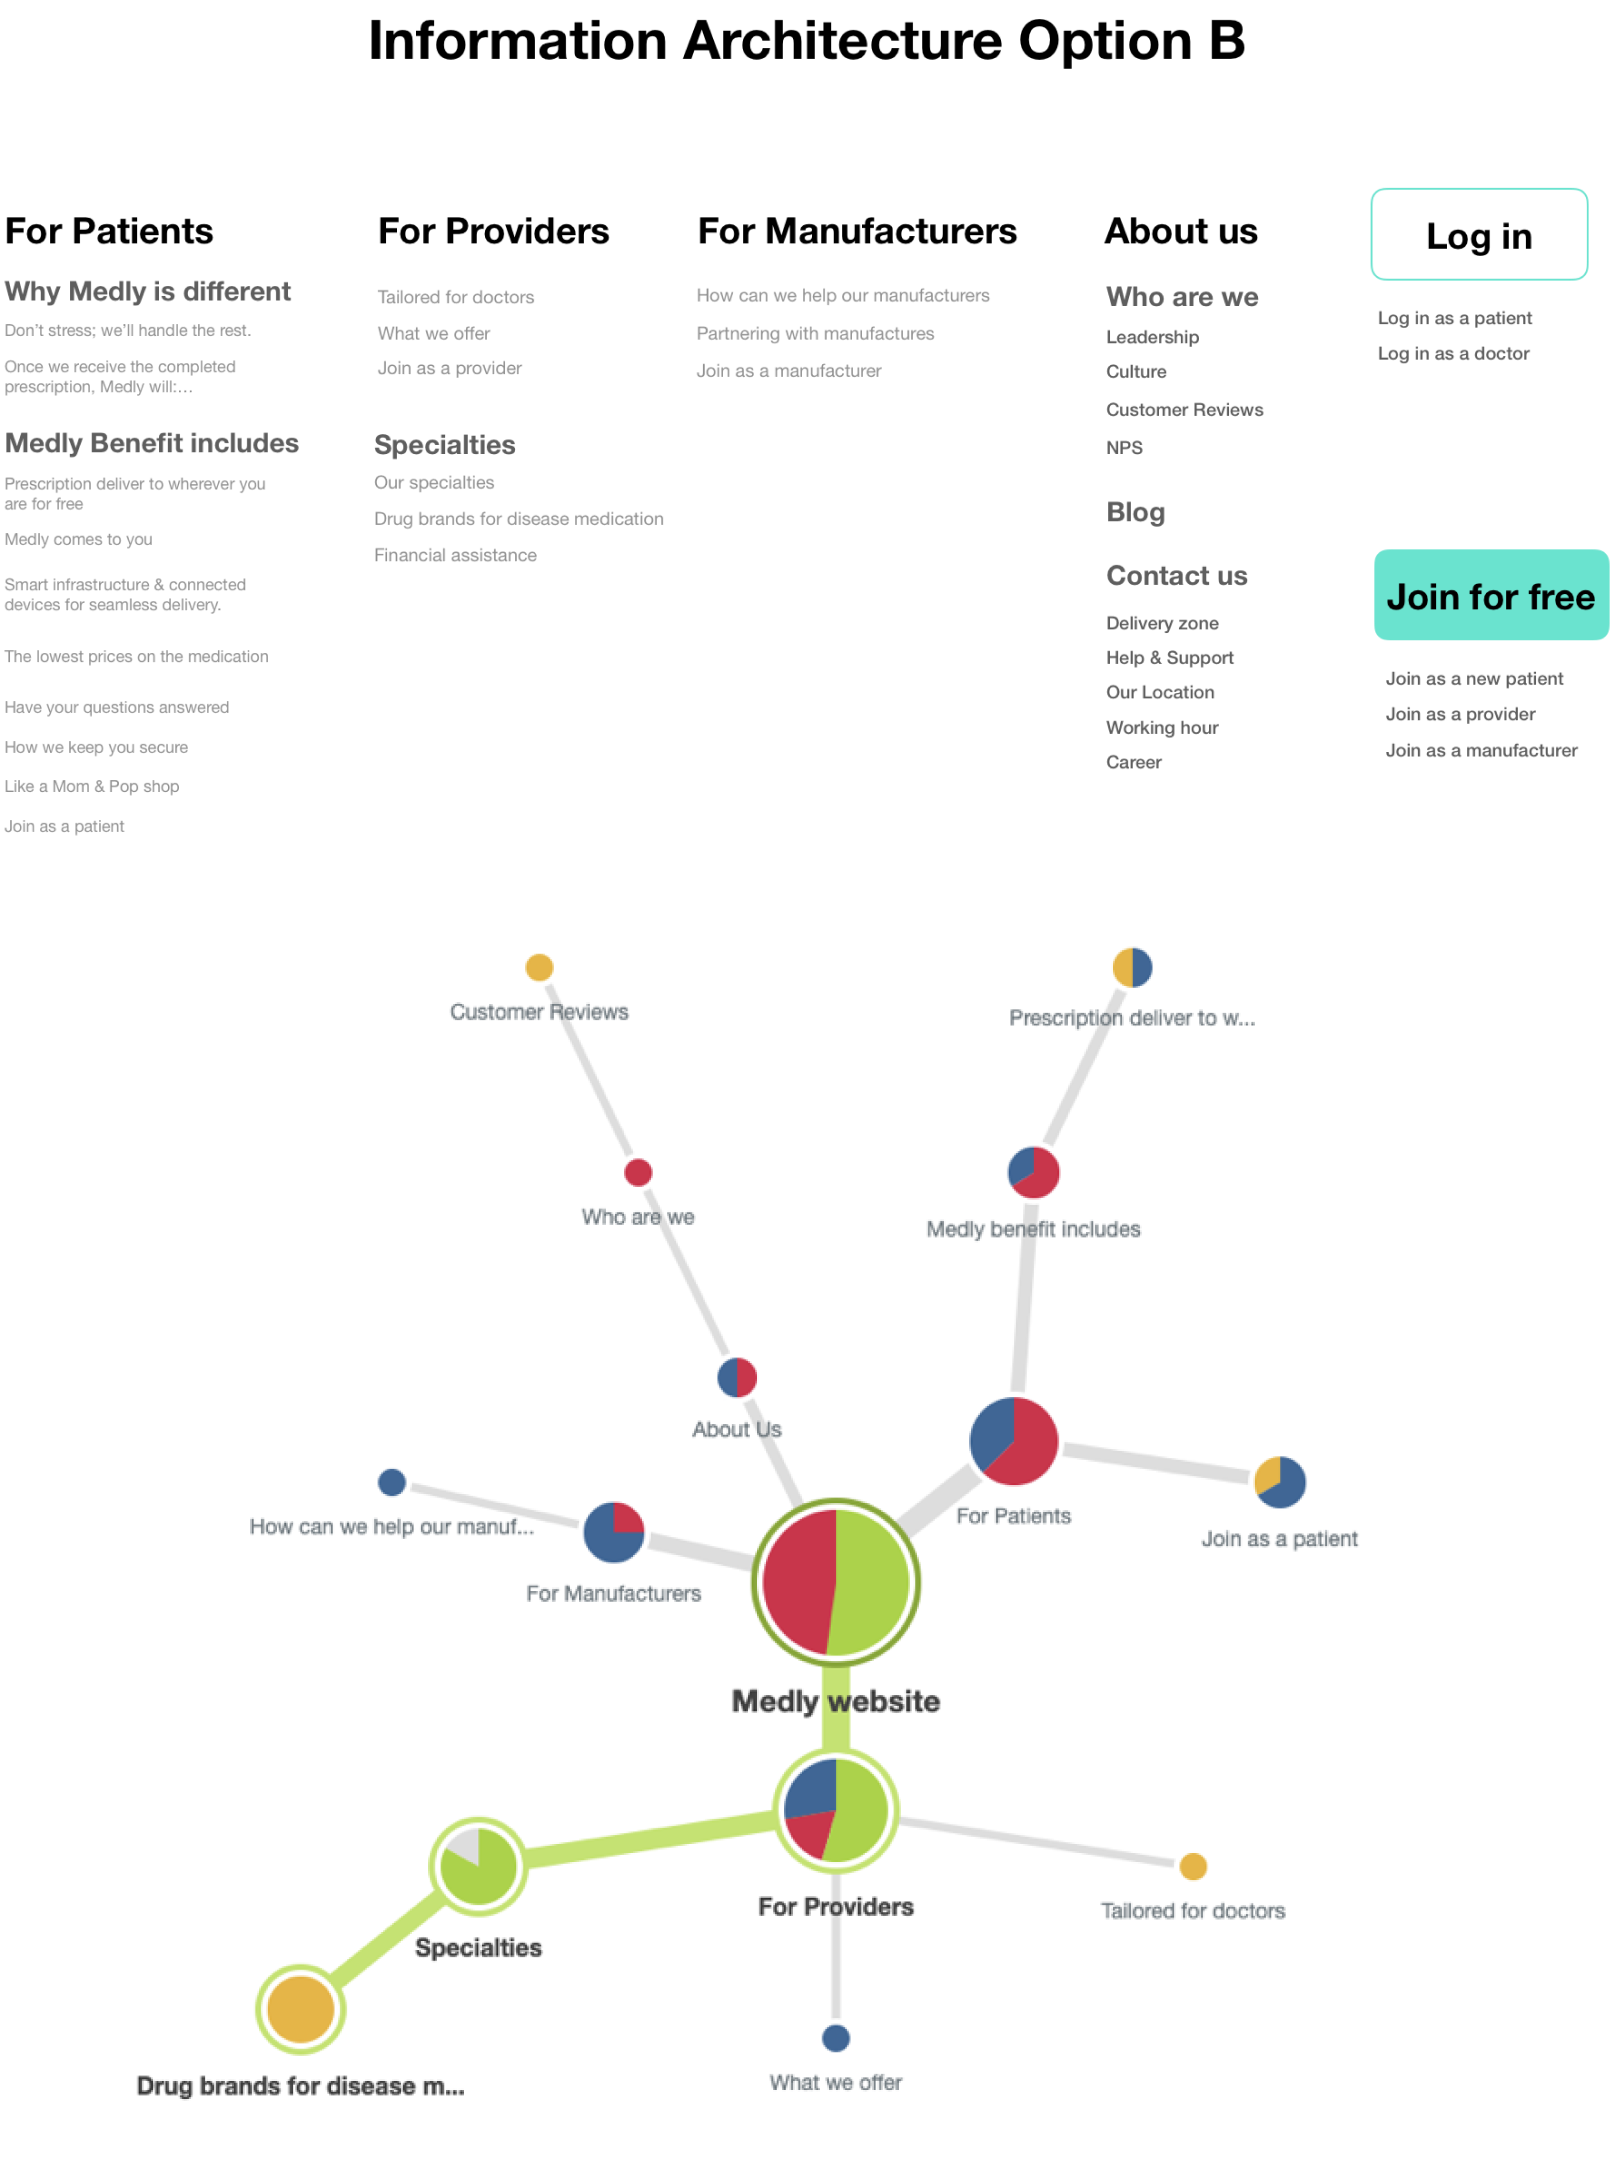 Information Architecture Option B
For Patients
Why Medly is different
Don't stress; we'll handle the rest.
Once we receive the completed
prescription, Medly will:...
Medly Benefit includes
Prescription deliver to wherever you
are for free
Medly comes to you
Smart infrastructure & connected
devices for seamless delivery.
The lowest prices on the medication
Have your questions answered
How we keep you secure
Like a Mom & Pop shop
Join as a patient
For Providers
Tailored for doctors
What we offer
Join as a provider
Specialties
Our specialties
Drug brands for disease medication
Financial assistance
For Manufacturers
How can we help our manufacturers
Partnering with manufactures
Join as a manufacturer
About us
Who are we
Leadership
Culture
Customer Reviews
NPS
Blog
Contact us
Delivery zone
Help & Support
Our Location
Working hour
Career
Log in
Log in as a patient
Log in as a doctor
Join for free
Join as a new patient
Join as a provider
Join as a manufacturer
Customer Reviews
Prescription deliver to w...
Who are we
Medly benefit includes
About Us
For Patients
How can we help our manuf...
Join as a patient
For Manufacturers
Medly website
For Providers
Tailored for doctors
Specialties
What we offer
Drug brands for disease m...